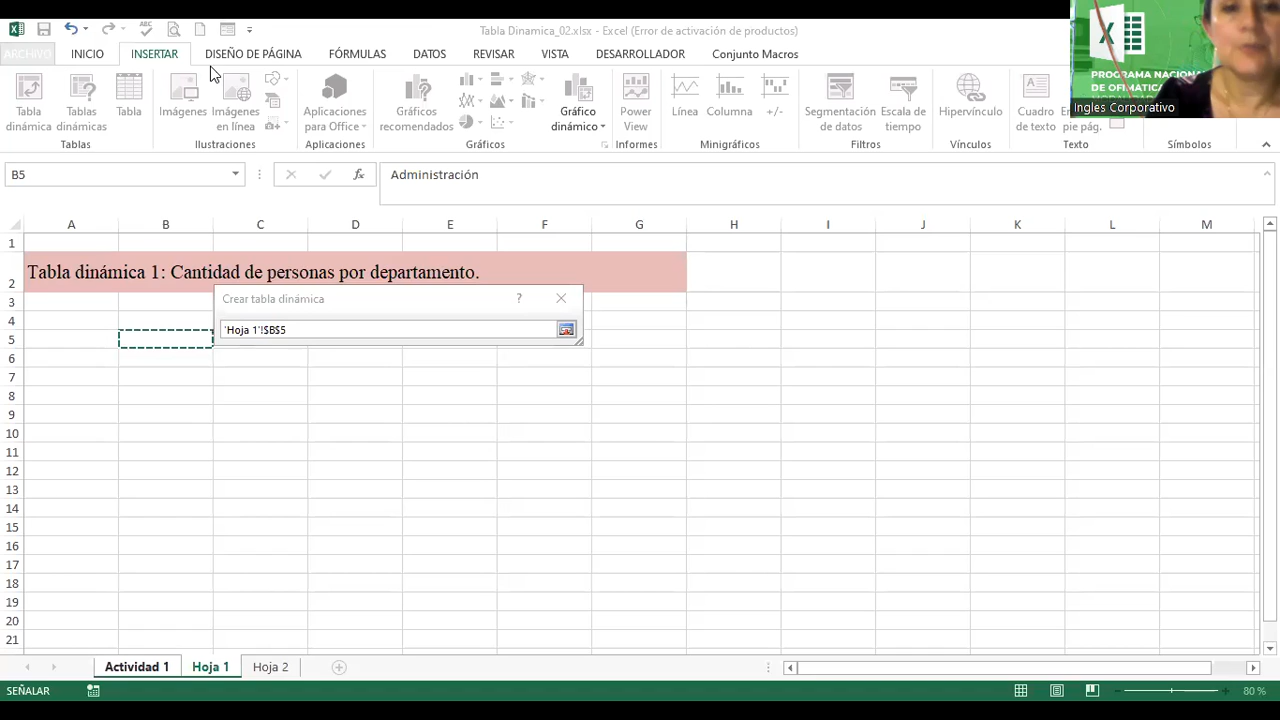 Tabla Dinamica_02.xlsx - Excel (Error de activación de productos)
ARCHIVO INICIO INSERTAR DISEÑO DE PÁGINA FÓRMULAS DATOS REVISAR VISTA DESARROLLADOR Conjunto Macros
PROGRAMA NACIONAL
DE OFIMÁTICA
Ingles Corporativo
Tabla dinámica
Tablas dinámicas
Tabla
Imágenes
Imágenes en línea
Aplicaciones para Office
Gráficos recomendados
Gráfico dinámico
Power View
Línea
Columna
+/-
Segmentación de datos
Escala de tiempo
Hipervínculo
Cuadro de texto
pie pág.
Tablas Ilustraciones Aplicaciones Gráficos Informes Minigráficos Filtros Vínculos Texto Símbolos
B5 fx Administración
A B C D E F G H I J K L M
1
2 Tabla dinámica 1: Cantidad de personas por departamento.
Crear tabla dinámica ?
3
4
'Hoja 1'!$B$5
5
6
7
8
9
10
11
12
13
14
15
16
17
18
19
20
21
Actividad 1 Hoja 1 Hoja 2
SEÑALAR 80 %